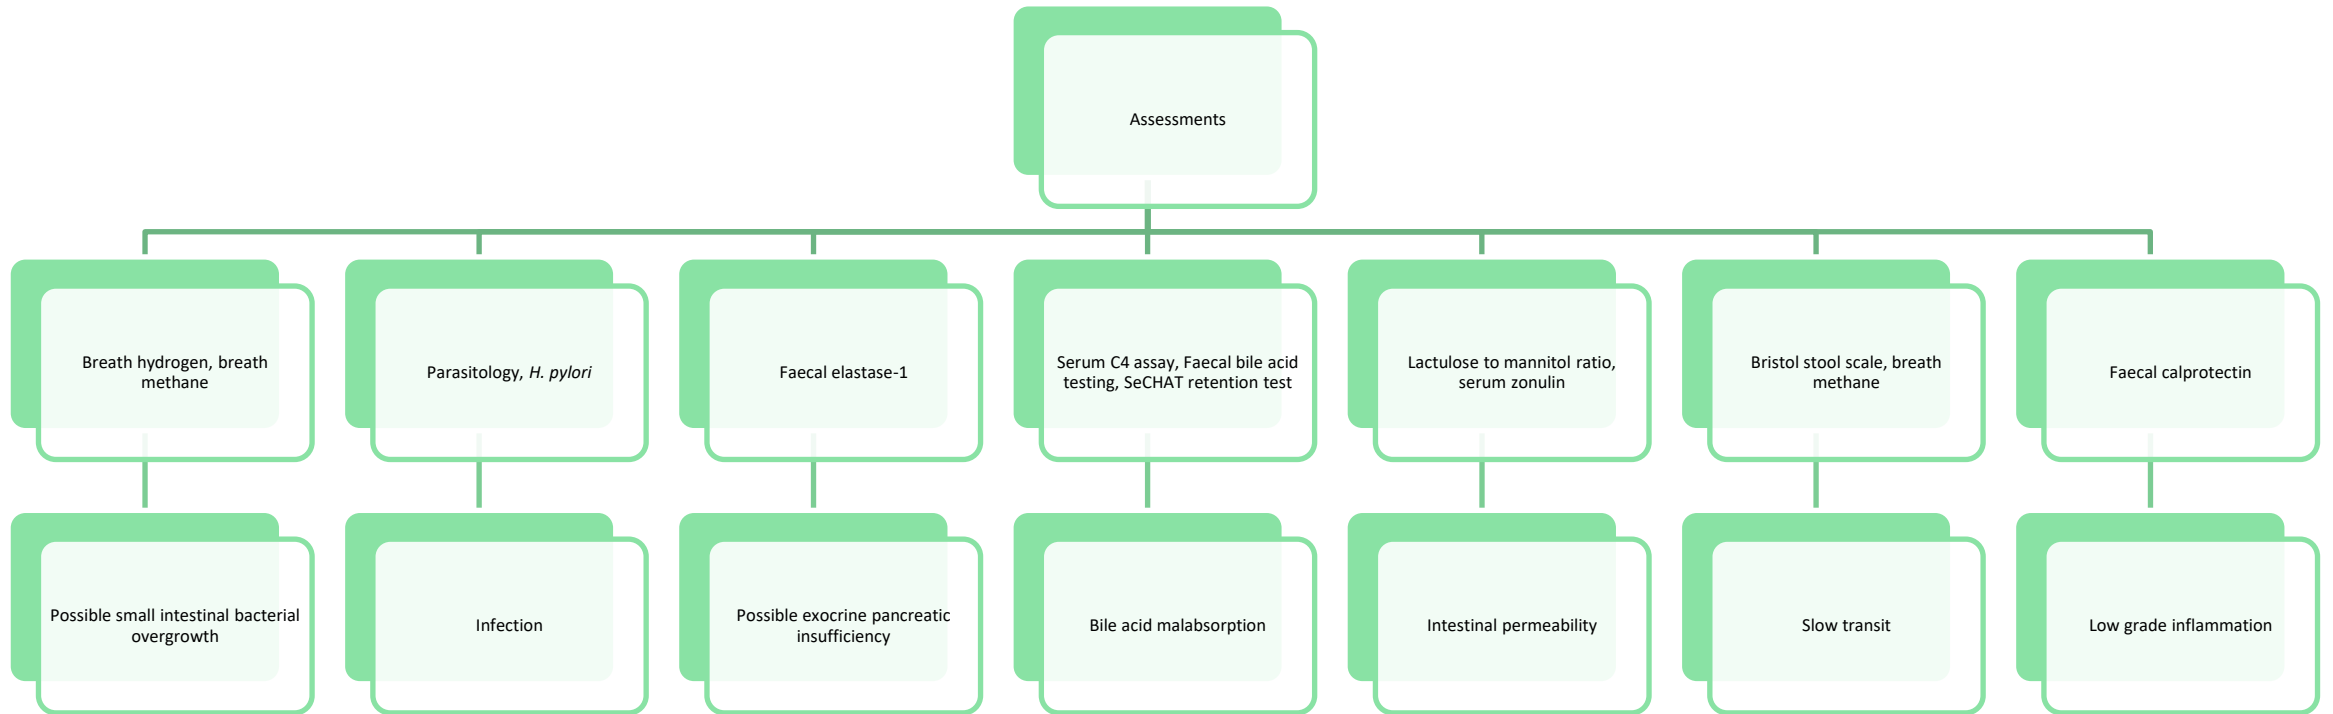 Assessments
Breath hydrogen, breath
methane
Parasitology, H. pylori
Faecal elastase-1
Serum C4 assay, Faecal bile acid
testing, SeCHAT retention test
Lactulose to mannitol ratio,
serum zonulin
Bristol stool scale, breath
methane
Faecal calprotectin
Possible small intestinal bacterial
overgrowth
Infection
Possible exocrine pancreatic
insufficiency
Bile acid malabsorption
Intestinal permeability
Slow transit
Low grade inflammation